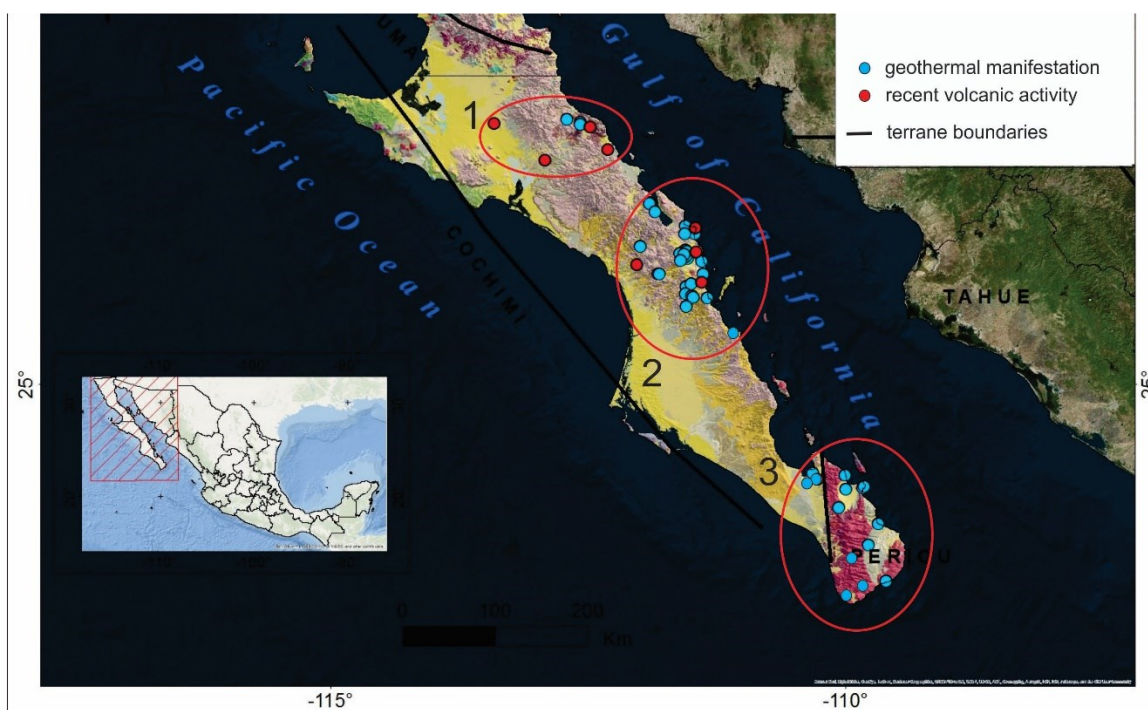 UMA
Pacific Ocean
Gulf of California
geothermal manifestation
recent volcanic activity
terrane boundaries
1
COCHIMI
TAHUE
25°
25°
2
3
PERICU
0 100 200
Km
-115°
-110°